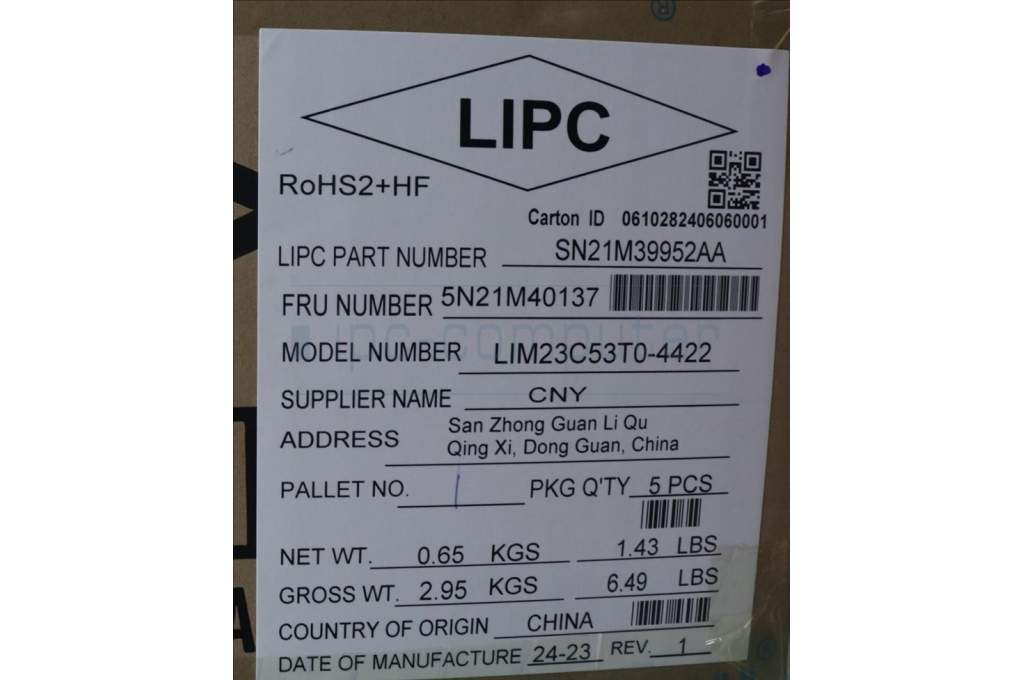 LIPC
RoHS2+HF
Carton ID 0610282406060001
LIPC PART NUMBER SN21M39952AA
FRU NUMBER 5N21M40137
ipc-computer
MODEL NUMBER LIM23C53T0-4422
SUPPLIER NAME CNY
ADDRESS San Zhong Guan Li Qu
Qing Xi, Dong Guan, China
PALLET NO. 1 PKG Q'TY 5 PCS
NET WT. 0.65 KGS 1.43 LBS
GROSS WT. 2.95 KGS 6.49 LBS
COUNTRY OF ORIGIN CHINA
DATE OF MANUFACTURE 24-23 REV. 1